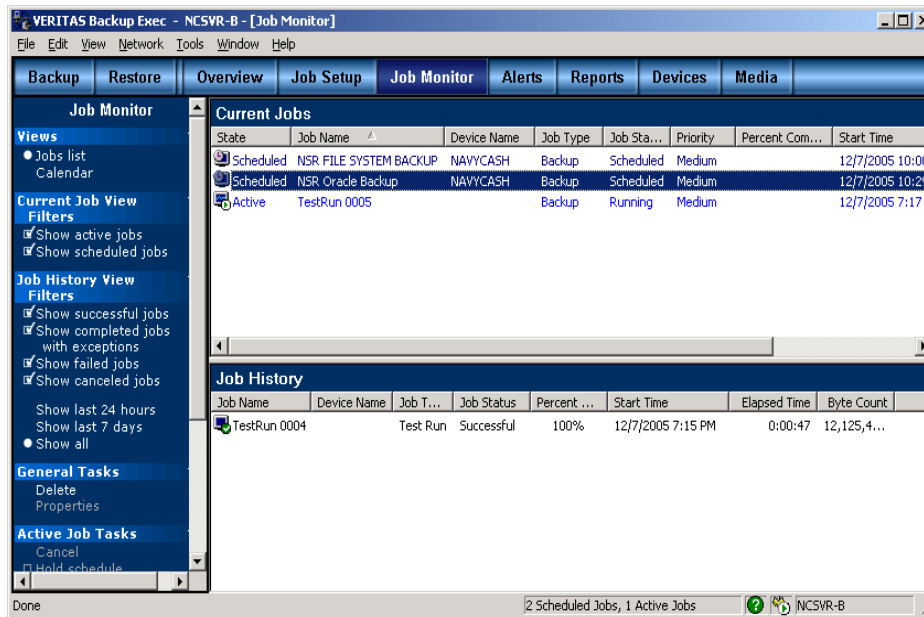 VERITAS Backup Exec - NCSVR-B - [Job Monitor]
File Edit View Network Tools Window Help
Backup Restore Overview Job Setup Job Monitor Alerts Reports Devices Media
Job Monitor
Views
Jobs list
Calendar
Current Job View
Filters
Show active jobs
Show scheduled jobs
Job History View
Filters
Show successful jobs
Show completed jobs
with exceptions
Show failed jobs
Show canceled jobs
Show last 24 hours
Show last 7 days
Show all
General Tasks
Delete
Properties
Active Job Tasks
Cancel
Hold schedule
Current Jobs
State Job Name Device Name Job Type Job Sta... Priority Percent Com... Start Time
Scheduled NSR FILE SYSTEM BACKUP NAVYCASH Backup Scheduled Medium 12/7/2005 10:00
Scheduled NSR Oracle Backup NAVYCASH Backup Scheduled Medium 12/7/2005 10:29
Active TestRun 0005 Backup Running Medium 12/7/2005 7:17
Job History
Job Name Device Name Job T... Job Status Percent ... Start Time Elapsed Time Byte Count
TestRun 0004 Test Run Successful 100% 12/7/2005 7:15 PM 0:00:47 12,125,4...
Done 2 Scheduled Jobs, 1 Active Jobs NCSVR-B